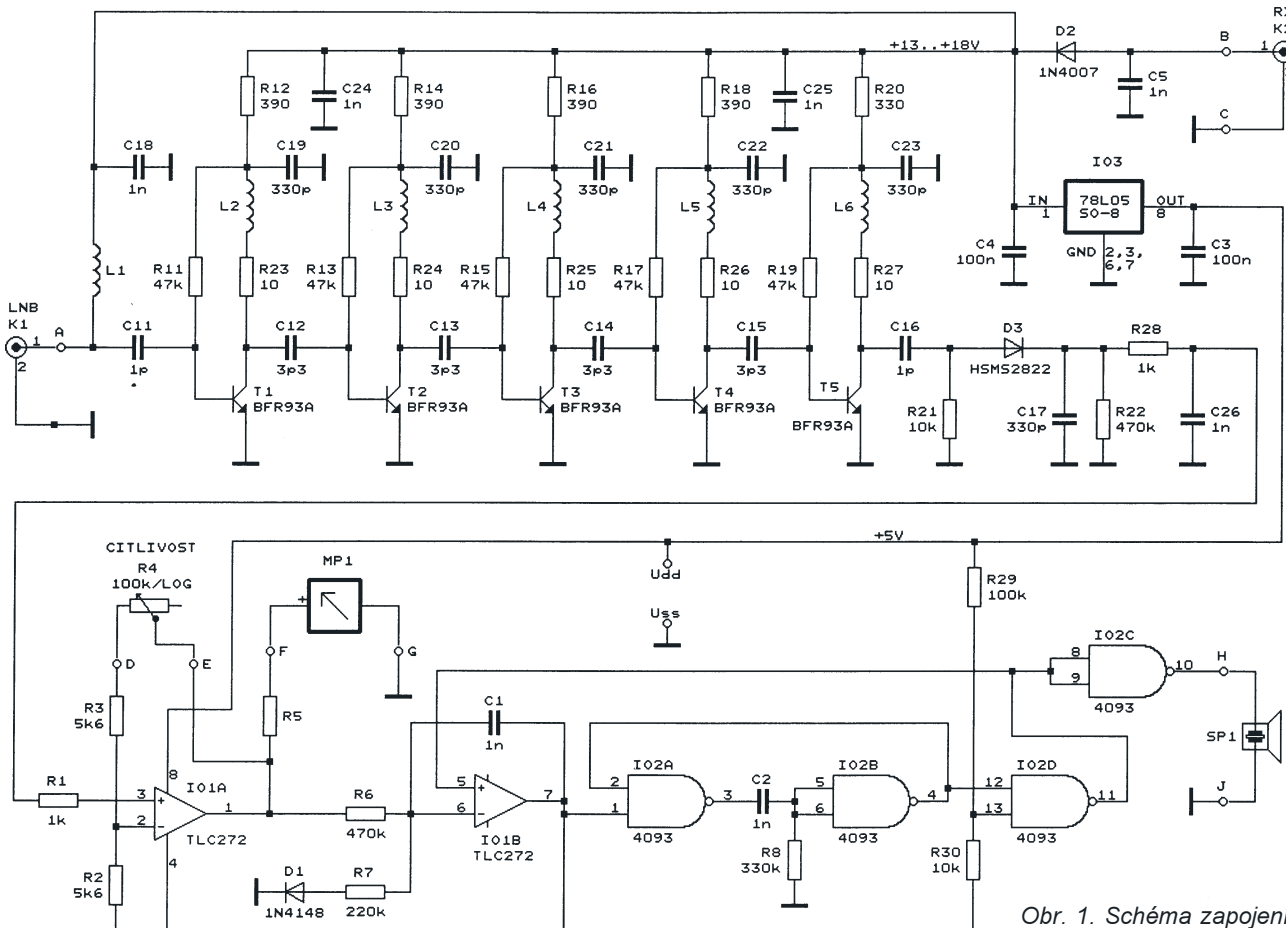 +13..+18V
D2
1N4007
B
RX
1
C5
1n
C
R12
390
C24
1n
R14
390
R16
390
R18
390
C25
1n
R20
330
C18
1n
C19
330p
C20
330p
C21
330p
C22
330p
C23
330p
IO3
IN
1
78L05
SO-8
OUT
8
GND
2,3,
6,7
C4
100n
C3
100n
L1
L2
L3
L4
L5
L6
R11
47k
R23
10
R13
47k
R24
10
R15
47k
R25
10
R17
47k
R26
10
R19
47k
R27
10
LNB
K1
1
2
A
C11
1p
C12
3p3
C13
3p3
C14
3p3
C15
3p3
C16
1p
D3
HSMS2822
R28
1k
T1
BFR93A
T2
BFR93A
T3
BFR93A
T4
BFR93A
T5
BFR93A
R21
10k
C17
330p
R22
470k
C26
1n
+5V
CITLIVOST
R4
100k/LOG
MP1
+
Udd
Uss
R29
100k
D
E
F
G
R3
5k6
R5
C1
1n
IO2C
8
9
10
4093
H
SP1
J
R1
1k
8
IO1A
3
+
2
-
1
TLC272
4
R6
470k
5
+
6
-
7
IO1B
TLC272
IO2A
2
1
3
4093
C2
1n
IO2B
5
6
4
4093
IO2D
12
13
11
4093
R2
5k6
D1
1N4148
R7
220k
R8
330k
R30
10k
Obr. 1. Schéma zapojení